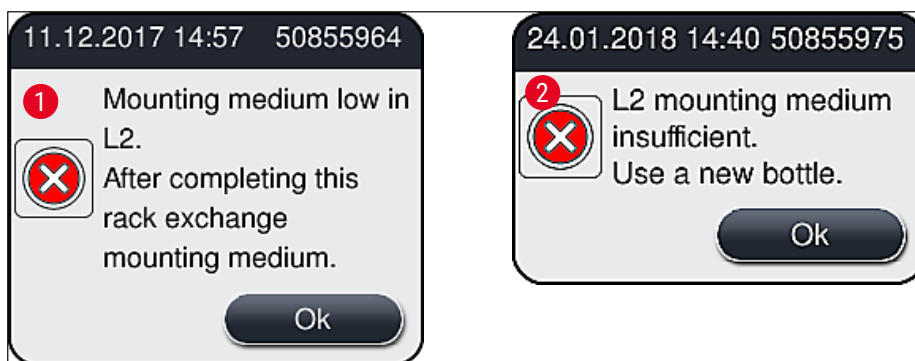 11.12.2017 14:57 50855964
1
Mounting medium low in
L2.
After completing this
rack exchange
mounting medium.
Ok
24.01.2018 14:40 50855975
2
L2 mounting medium
insufficient.
Use a new bottle.
Ok